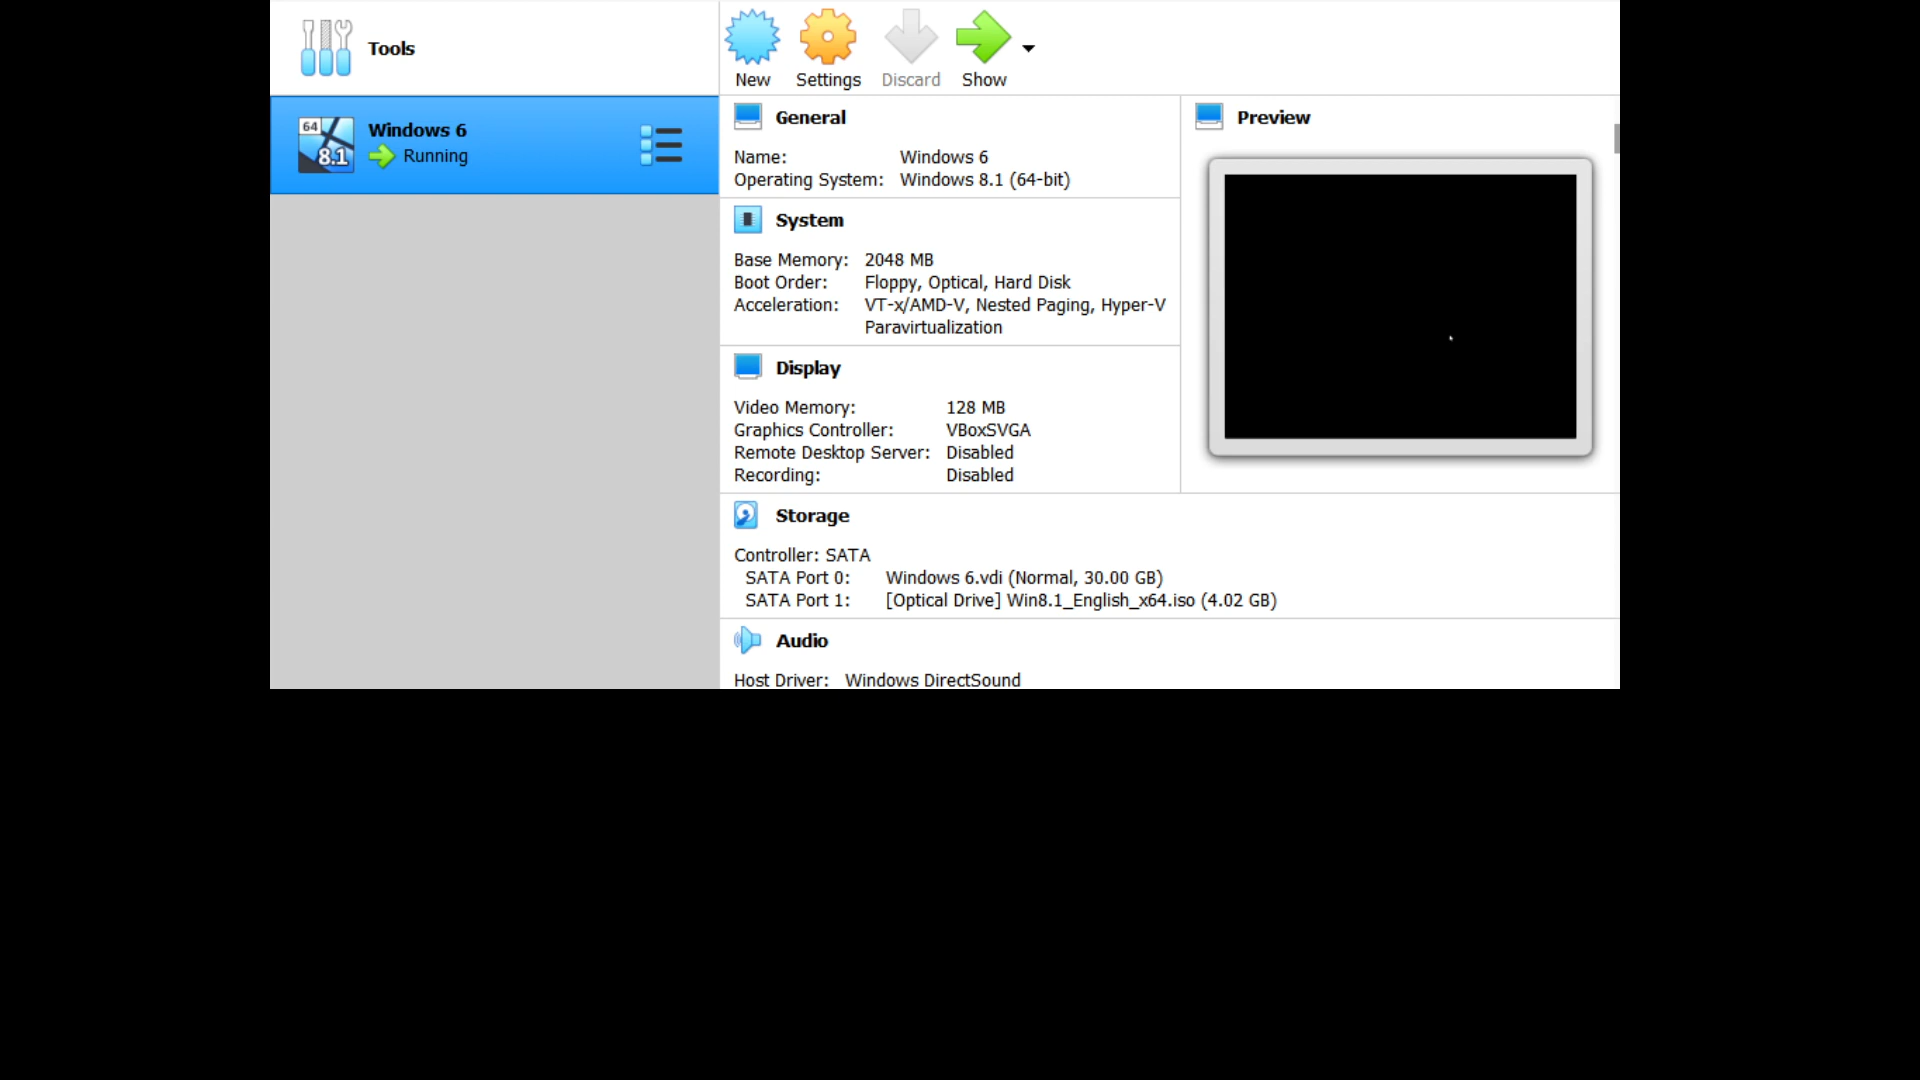 Tools
New Settings Discard Show
64
8.1
Windows 6
Running
General
Name: Windows 6
Operating System: Windows 8.1 (64-bit)
Preview
System
Base Memory: 2048 MB
Boot Order: Floppy, Optical, Hard Disk
Acceleration: VT-x/AMD-V, Nested Paging, Hyper-V
Paravirtualization
Display
Video Memory: 128 MB
Graphics Controller: VBoxSVGA
Remote Desktop Server: Disabled
Recording: Disabled
Storage
Controller: SATA
SATA Port 0: Windows 6.vdi (Normal, 30.00 GB)
SATA Port 1: [Optical Drive] Win8.1_English_x64.iso (4.02 GB)
Audio
Host Driver: Windows DirectSound